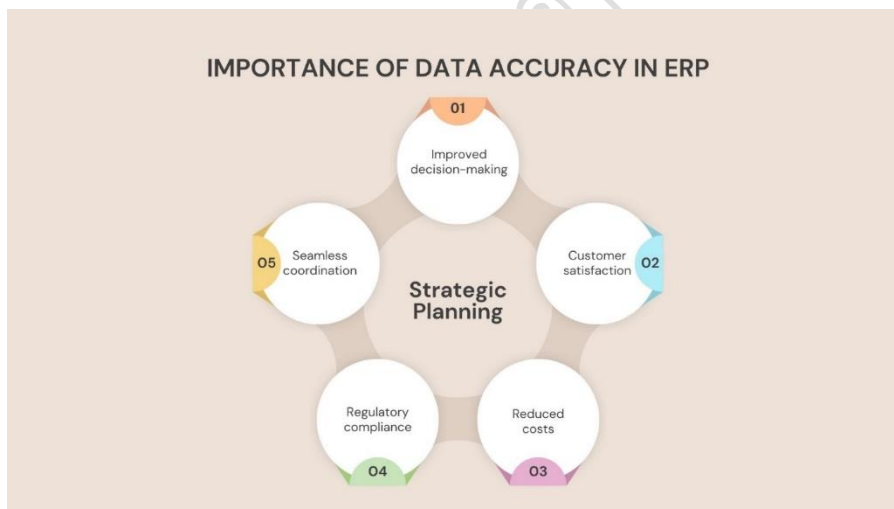 IMPORTANCE OF DATA ACCURACY IN ERP
01
Improved
decision-making
Customer
satisfaction
02
Reduced
costs
03
Regulatory
compliance
04
05
Seamless
coordination
Strategic
Planning